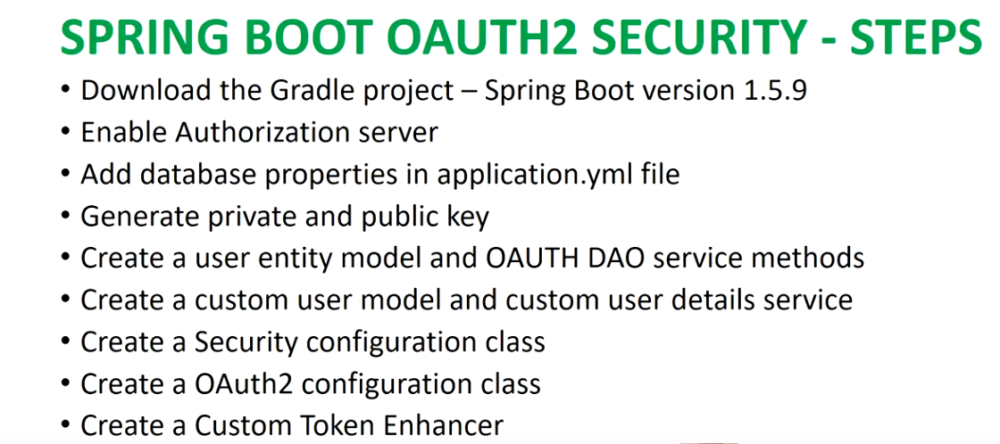 SPRING BOOT OAUTH2 SECURITY - STEPS
• Download the Gradle project – Spring Boot version 1.5.9
• Enable Authorization server
• Add database properties in application.yml file
• Generate private and public key
• Create a user entity model and OAUTH DAO service methods
• Create a custom user model and custom user details service
• Create a Security configuration class
• Create a OAuth2 configuration class
• Create a Custom Token Enhancer